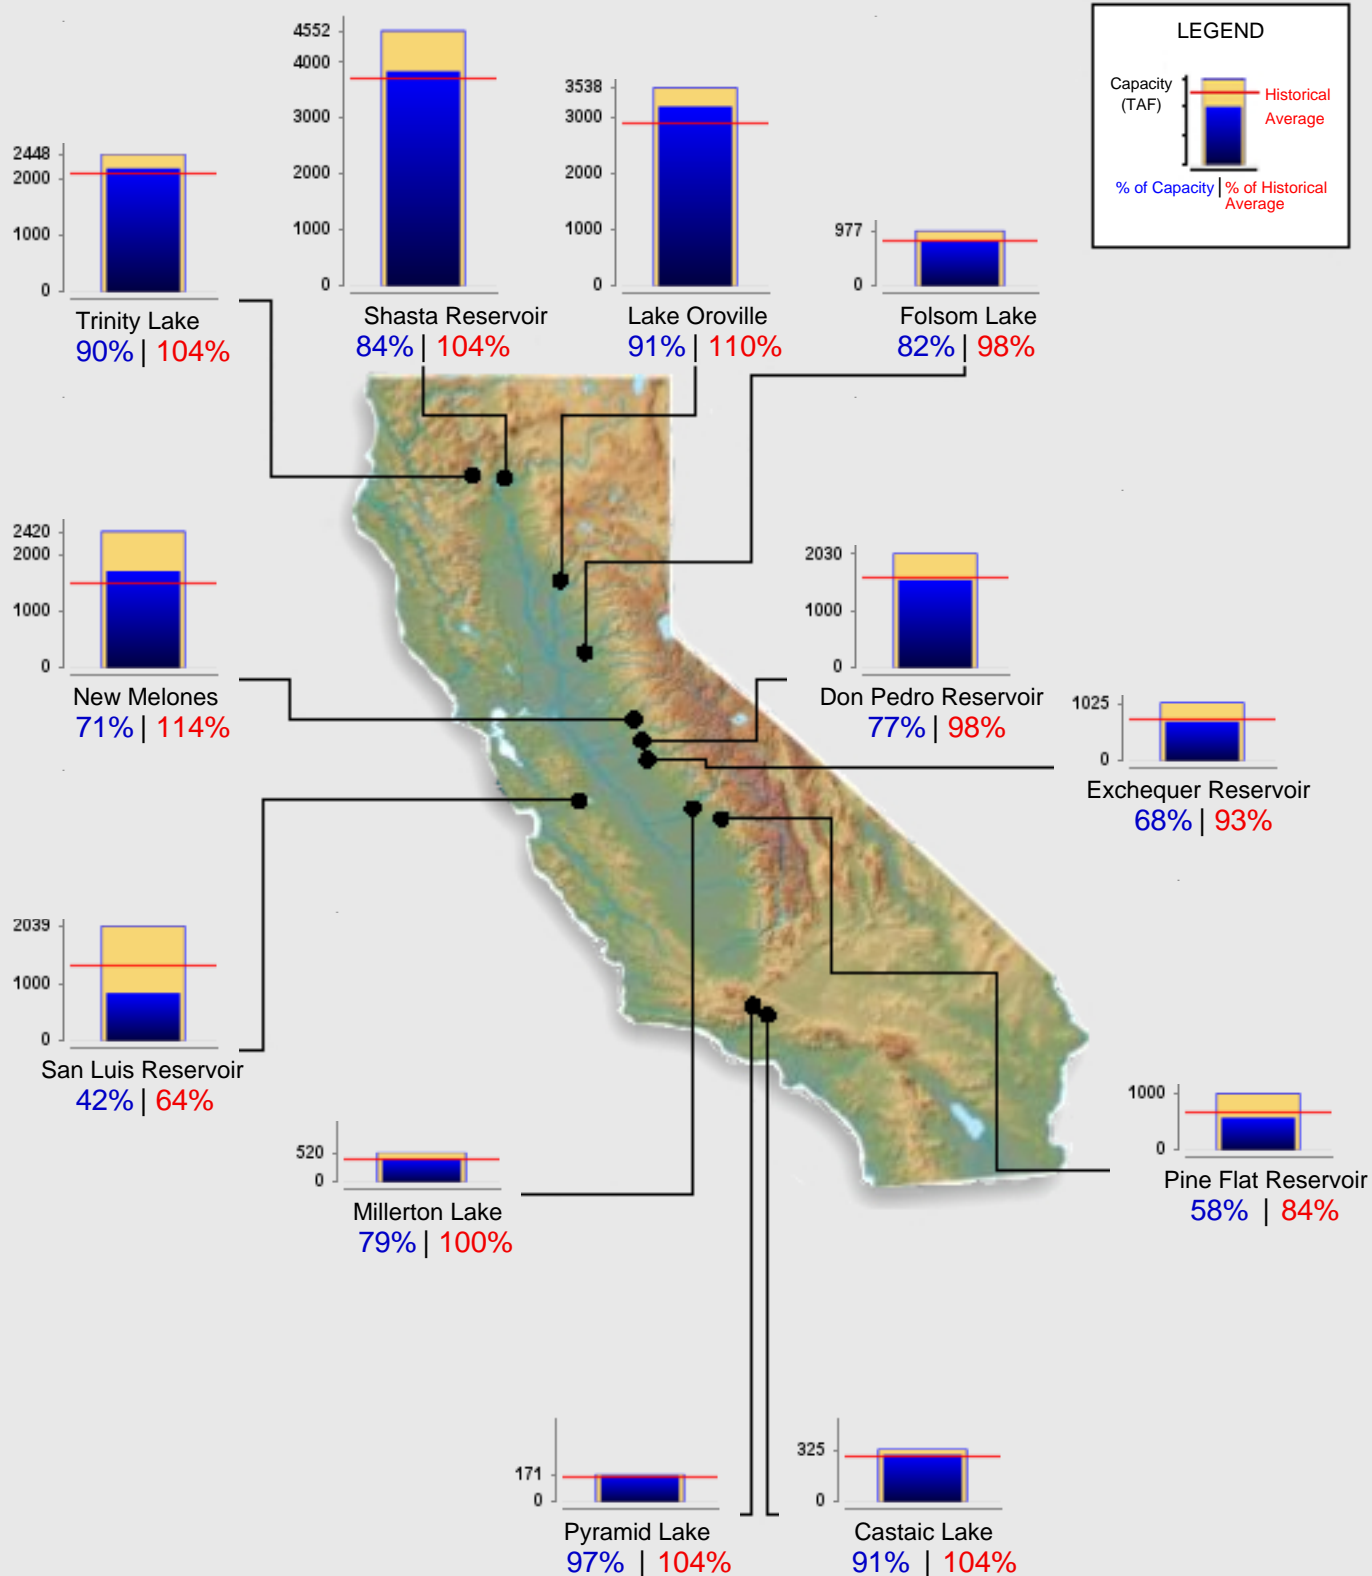 LEGEND
Capacity
(TAF)
Historical
Average
% of Capacity | % of Historical
Average
4552
4000
3000
2000
1000
0
Shasta Reservoir
84% | 104%
3538
3000
2000
1000
0
Lake Oroville
91% | 110%
2448
2000
1000
0
Trinity Lake
90% | 104%
977
0
Folsom Lake
82% | 98%
2420
2000
1000
0
New Melones
71% | 114%
2030
1000
0
Don Pedro Reservoir
77% | 98%
1025
0
Exchequer Reservoir
68% | 93%
2039
1000
0
San Luis Reservoir
42% | 64%
1000
0
Pine Flat Reservoir
58% | 84%
520
0
Millerton Lake
79% | 100%
171
0
Pyramid Lake
97% | 104%
325
0
Castaic Lake
91% | 104%